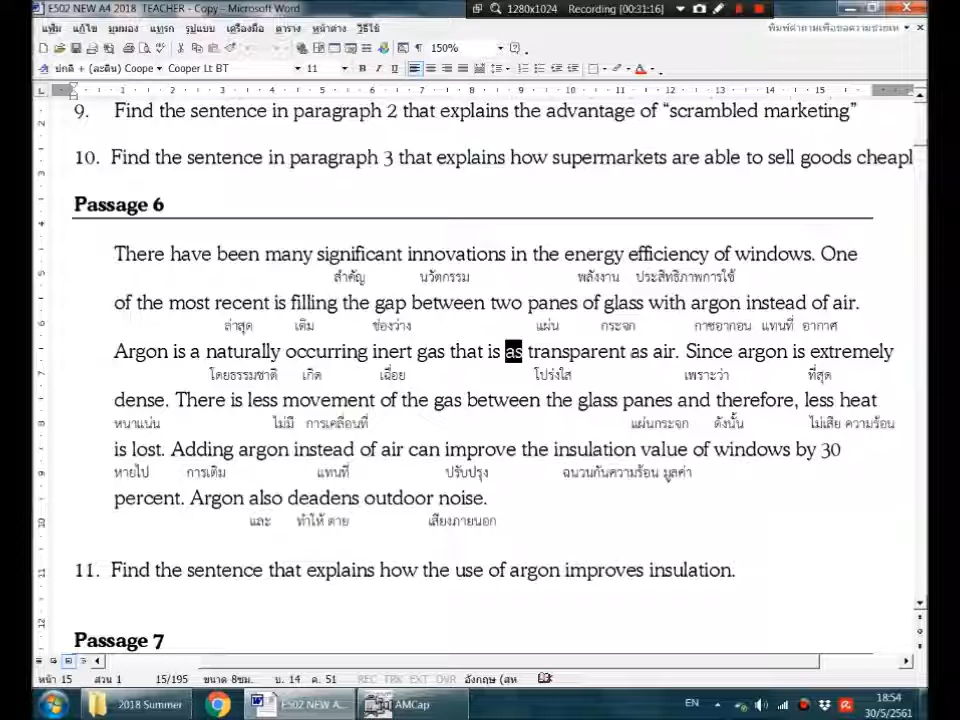 E502 NEW A4 2018 TEACHER - Copy - Microsoft Word
1280x1024 Recording [00:31:16]
แฟ้ม แก้ไข มุมมอง แทรก รูปแบบ เครื่องมือ ตาราง หน้าต่าง วิธีใช้ พิมพ์คำถามเพื่อขอความช่วยเห
150%
ปกติ + (ละติน) Coope Cooper Lt BT 11 B I U
9. Find the sentence in paragraph 2 that explains the advantage of “scrambled marketing”
10. Find the sentence in paragraph 3 that explains how supermarkets are able to sell goods cheapl
Passage 6
There have been many significant innovations in the energy efficiency of windows. One
สำคัญ นวัตกรรม พลังงาน ประสิทธิภาพการใช้
of the most recent is filling the gap between two panes of glass with argon instead of air.
ล่าสุด เติม ช่องว่าง แผ่น กระจก กาซอากอน แทนที่ อากาศ
Argon is a naturally occurring inert gas that is as transparent as air. Since argon is extremely
โดยธรรมชาติ เกิด เฉื่อย โปร่งใส เพราะว่า ที่สุด
dense. There is less movement of the gas between the glass panes and therefore, less heat
หนาแน่น ไม่มี การเคลื่อนที่ แผ่นกระจก ดังนั้น ไม่เสีย ความร้อน
is lost. Adding argon instead of air can improve the insulation value of windows by 30
หายไป การเติม แทนที่ ปรับปรุง ฉนวนกันความร้อน มูลค่า
percent. Argon also deadens outdoor noise.
และ ทำให้ ตาย เสียงภายนอก
11. Find the sentence that explains how the use of argon improves insulation.
Passage 7
หน้า 15 ส่วน 1 15/195 ขนาด 8ซม. บ. 14 ค. 51 REC TRK EXT OVR อังกฤษ (สห
2018 Summer E502 NEW A... AMCap EN 18:54
30/5/2561